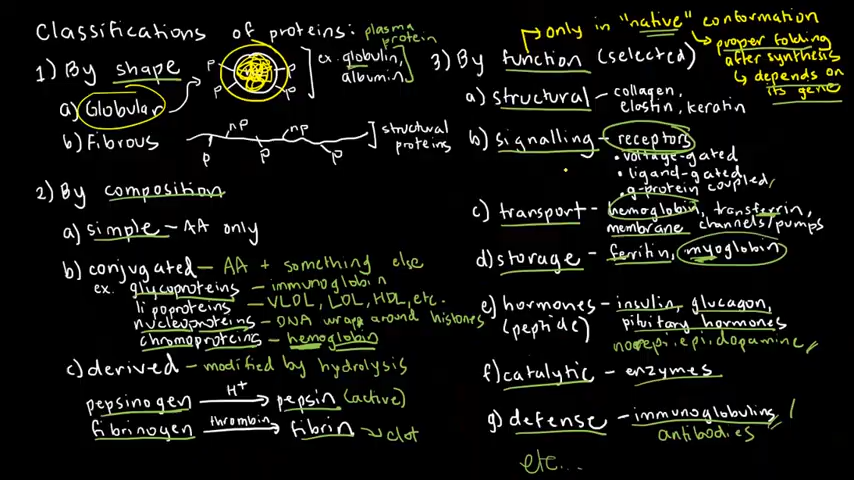 Classifications of proteins:
plasma
protein
1) By shape
a) Globular
P P
P P
ex. globulin,
albumin
b) Fibrous
np np
P P P
structural
proteins
2) By composition
a) simple - AA only
b) conjugated - AA + something else
ex. glycoproteins - immunoglobin
lipoproteins - VLDL, LDL, HDL, etc.
nucleoproteins - DNA wrapp around histones
chromoproteins - hemoglobin
c) derived - modified by hydrolysis
pepsinogen H+ pepsin (active)
fibrinogen thrombin fibrin clot
only in "native" conformation
proper folding
after synthesis
depends on
its gene
3) By function (selected)
a) structural - collagen,
elastin, keratin
b) signalling - receptors
• voltage-gated
• ligand-gated
• g-protein coupled
c) transport - hemoglobin, transferrin,
membrane channels/pumps
d) storage - ferritin, myoglobin
e) hormones - insulin, glucagon,
(peptide) pituitary hormones
norepi, epi, dopamine
f) catalytic - enzymes
g) defense - immunoglobulins
antibodies
etc...